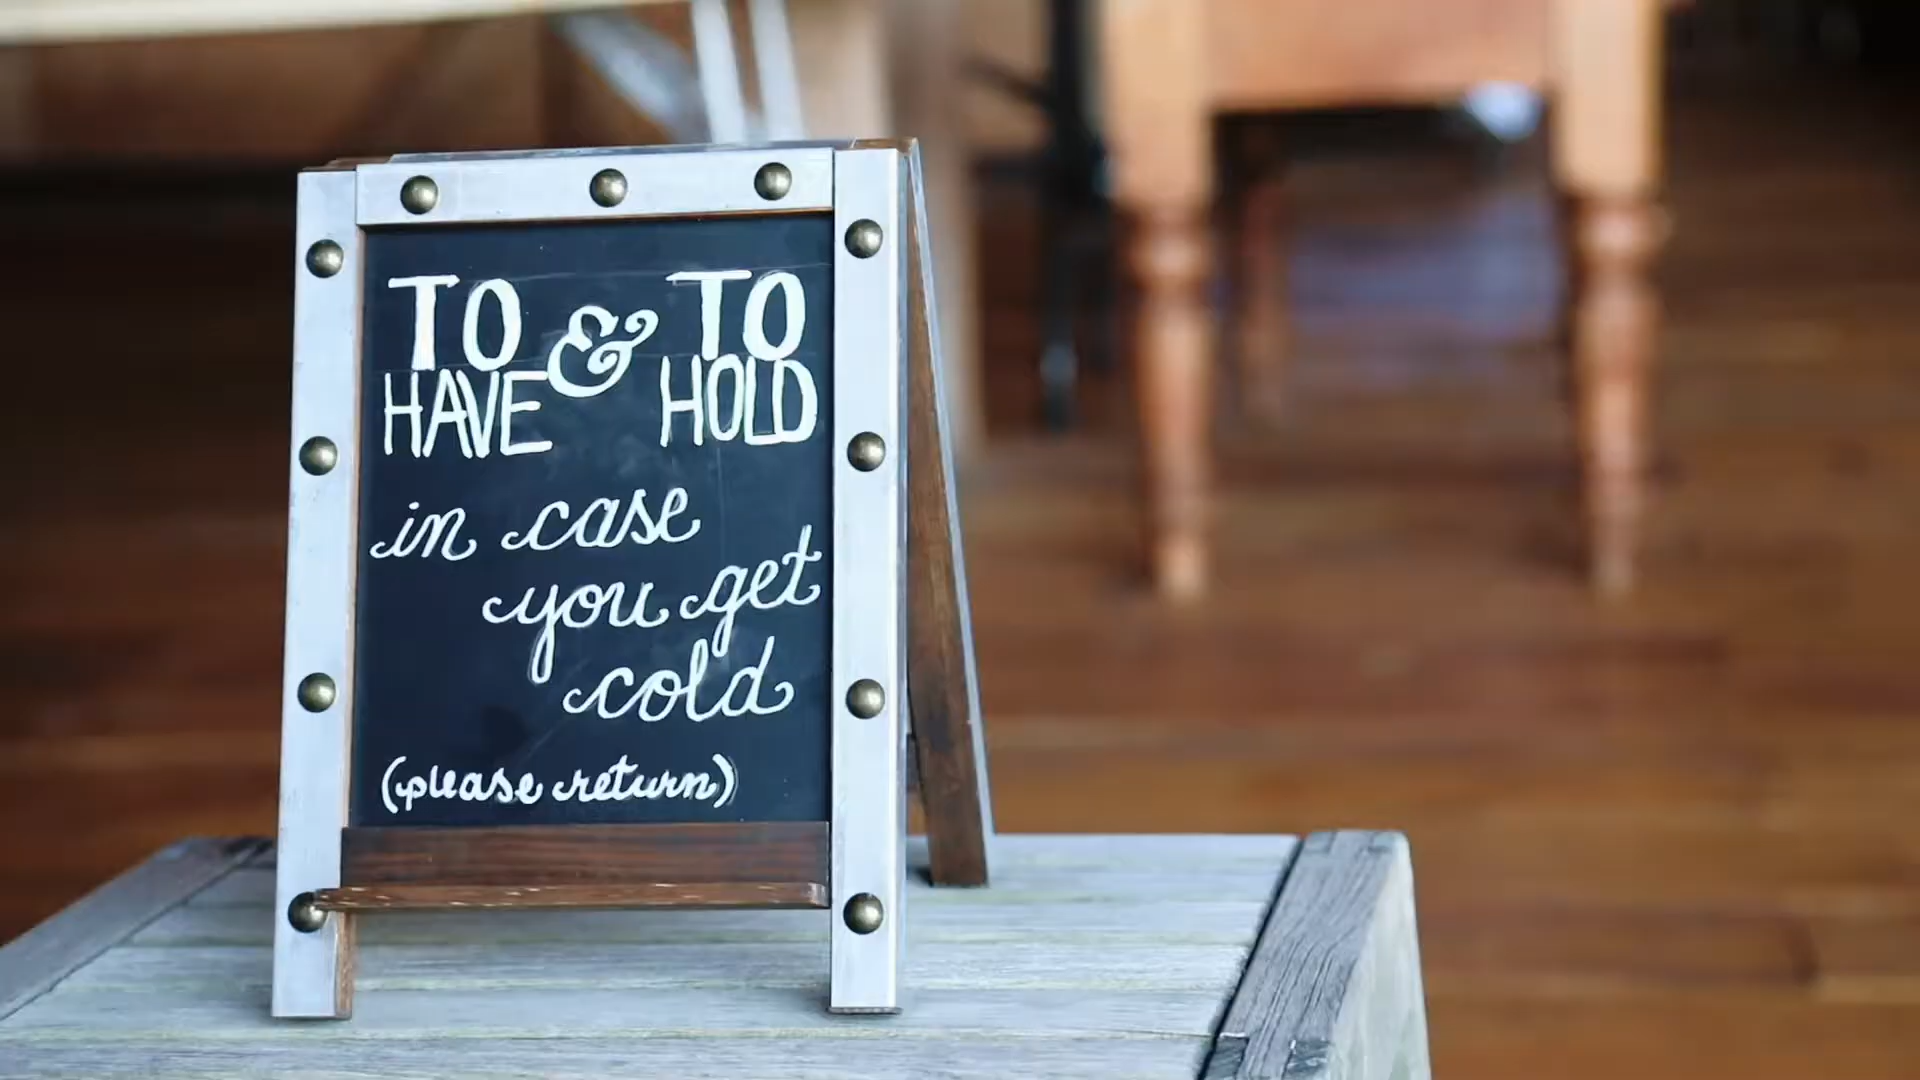 TO & TO
HAVE HOLD
in case
you get
cold
(please return)